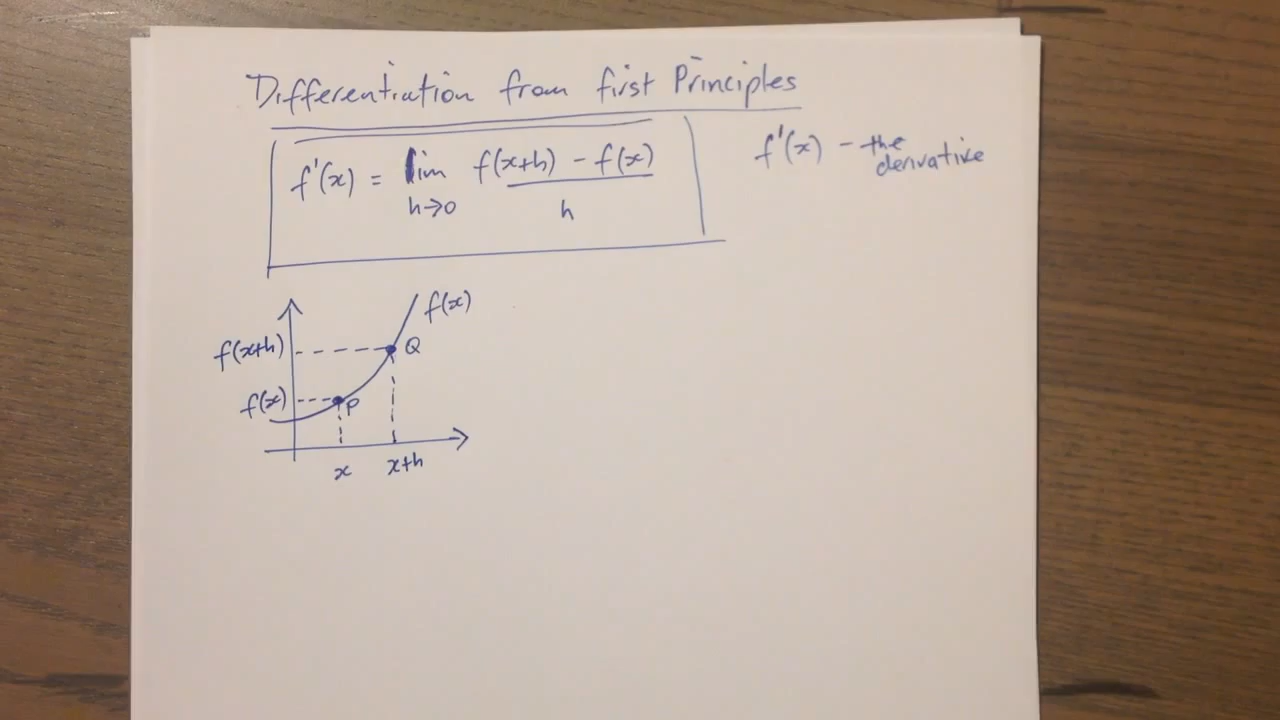 Differentiation from first Principles
f'(x) = lim f(x+h) - f(x)
h→0 h
f'(x) - the
derivative
f(x)
f(x+h)
Q
f(x)
P
x
x+h